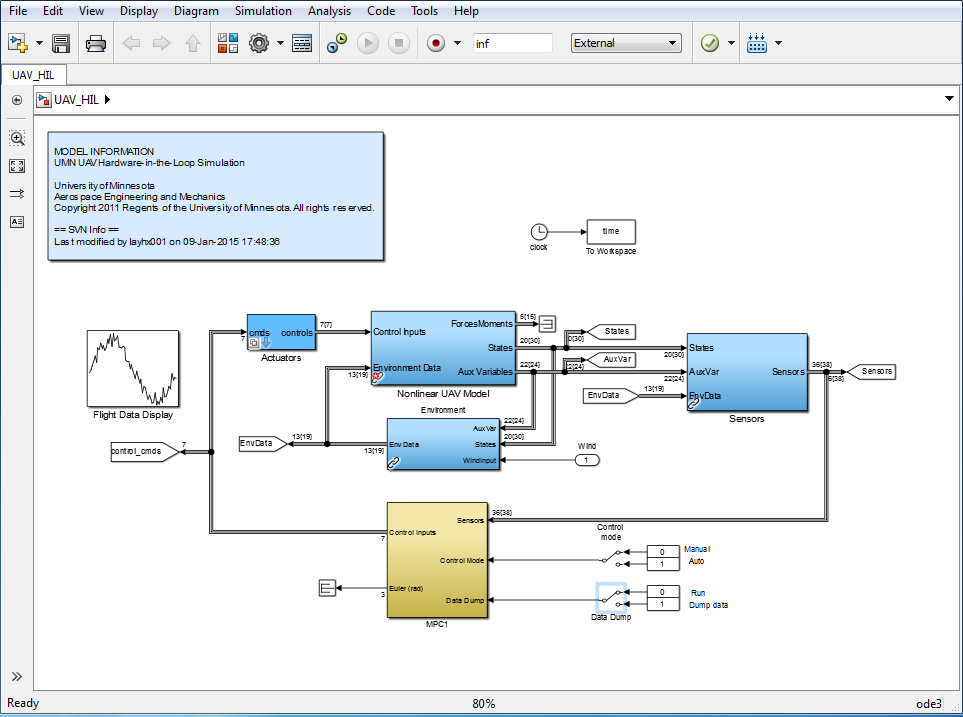 File Edit View Display Diagram Simulation Analysis Code Tools Help
inf External
UAV_HIL
UAV_HIL
MODEL INFORMATION
UMN UAV Hardware-in-the-Loop Simulation
University of Minnesota
Aerospace Engineering and Mechanics
Copyright 2011 Regents of the University of Minnesota. All rights reserved.
== SVN Info ==
Last modified by layhx001 on 09-Jan-2015 17:48:36
clock
time
To Workspace
Flight Data Display
control_cmds
7
7
cmds controls
Actuators
7{7}
Control Inputs
Environment Data
ForcesMoments
States
Aux Variables
Nonlinear UAV Model
13{19}
5{15}
20{30}
22{24}
States
AuxVar
EnvData
13{19}
20{30}
22{24}
States
AuxVar
EnvData
Sensors
Sensors
36{38}
Sensors
Environment
Env Data
AuxVar
States
WindInput
22{24}
20{30}
EnvData
13{19}
13{19}
Wind
1
Sensors
Control Inputs
Control Mode
Euler (rad)
Data Dump
MPC1
36{38}
7
3
Control
mode
0 Manual
1 Auto
0 Run
1 Dump data
Data Dump
Ready 80% ode3